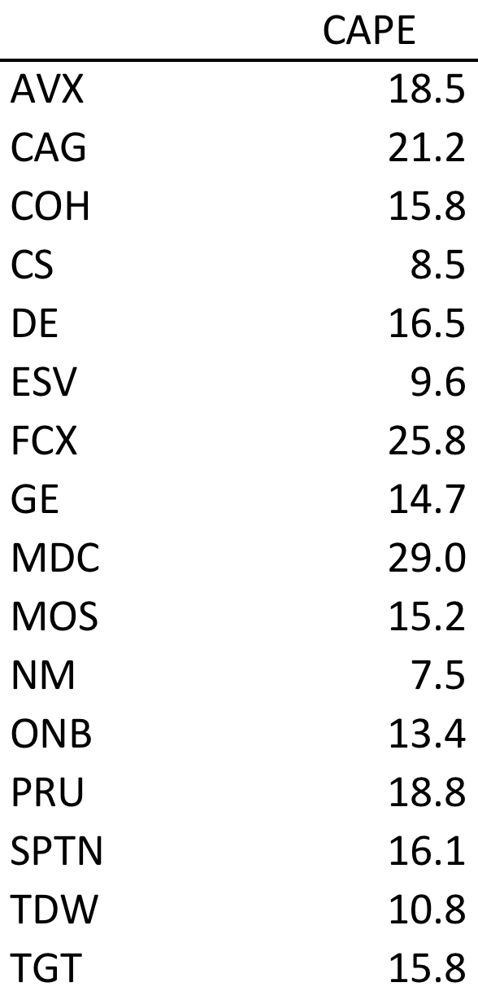 CAPE
AVX 18.5
CAG 21.2
COH 15.8
CS 8.5
DE 16.5
ESV 9.6
FCX 25.8
GE 14.7
MDC 29.0
MOS 15.2
NM 7.5
ONB 13.4
PRU 18.8
SPTN 16.1
TDW 10.8
TGT 15.8